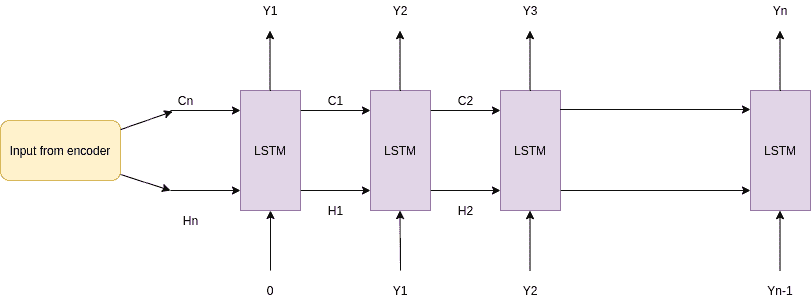 Y1
Y2
Y3
Yn
Cn
C1
C2
Input from encoder
LSTM
LSTM
LSTM
LSTM
Hn
H1
H2
0
Y1
Y2
Yn-1